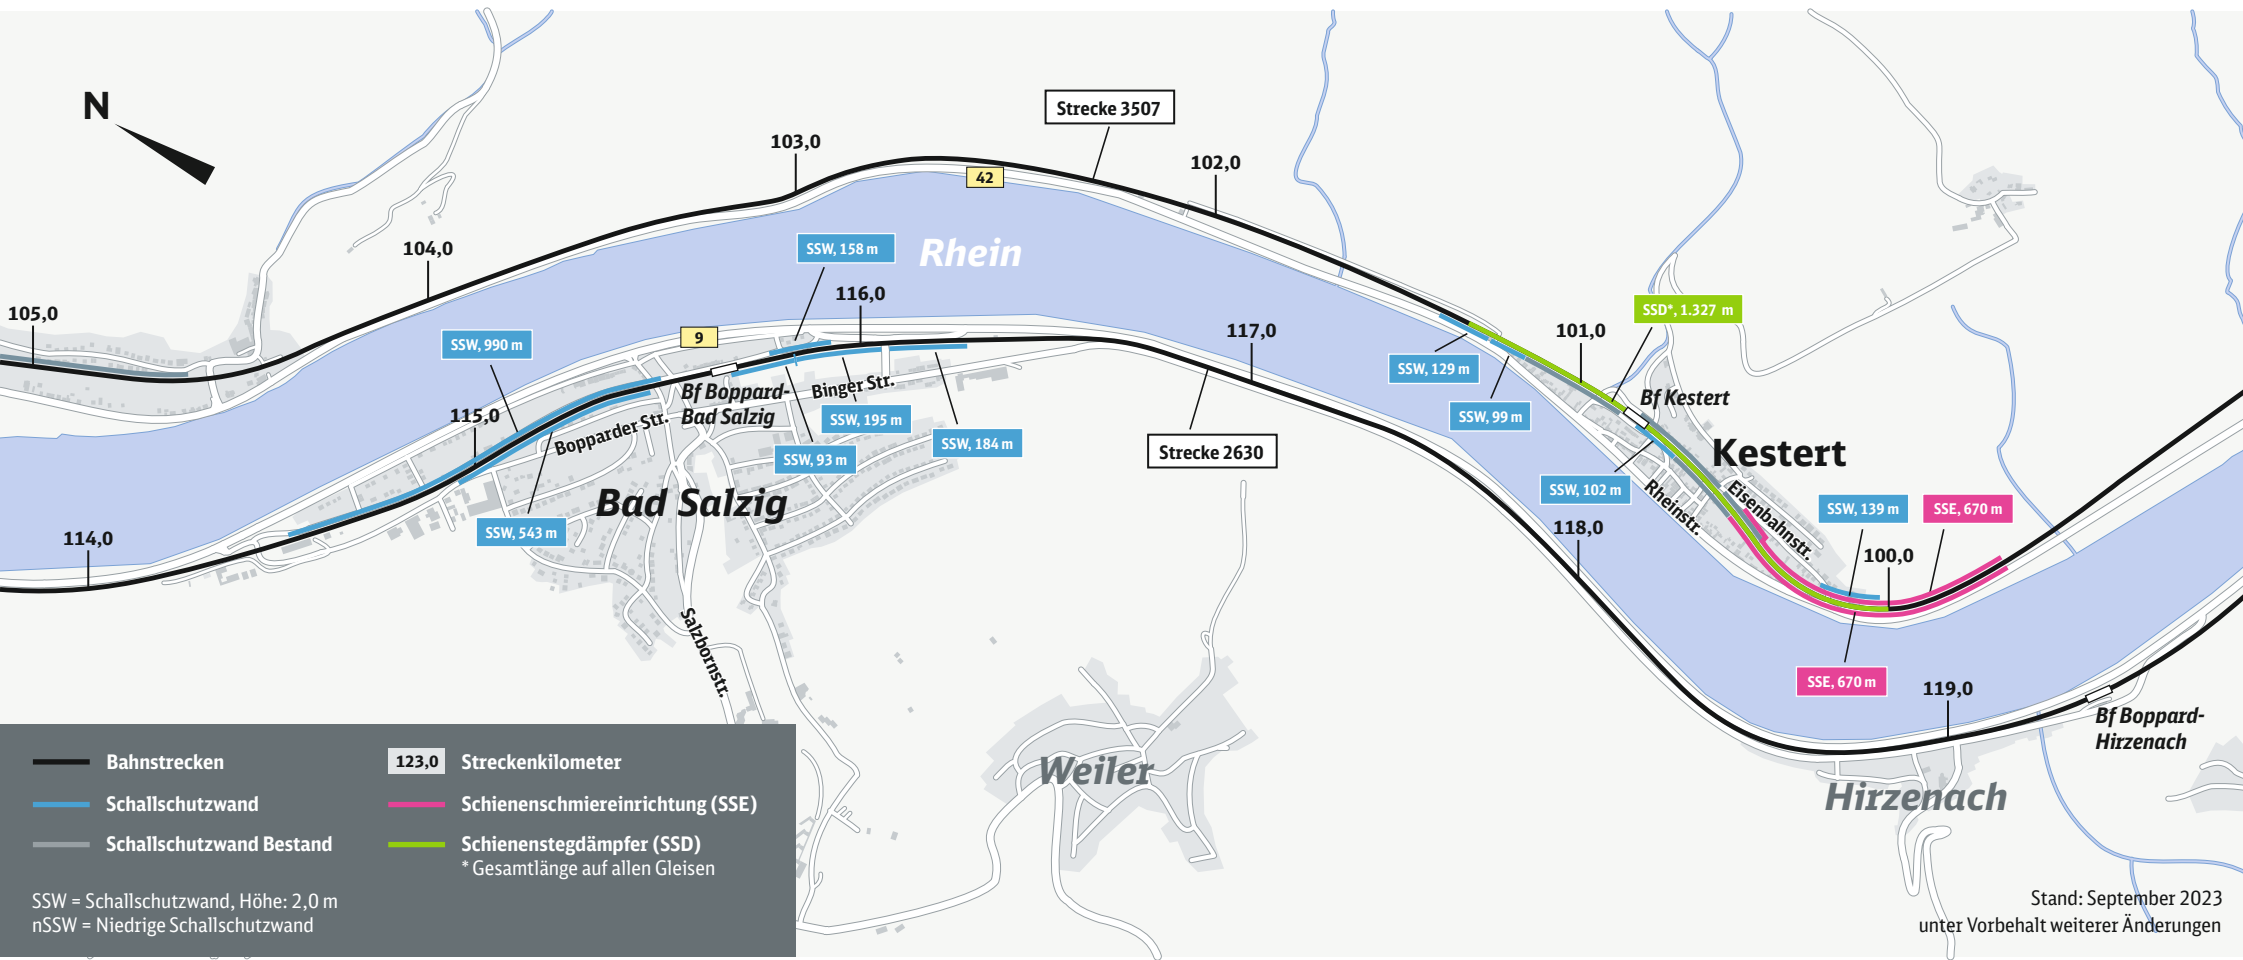 N
Strecke 3507
103,0
102,0
42
104,0
Rhein
SSW, 158 m
116,0
105,0
SSW, 990 m
9
117,0
101,0
SSD*, 1.327 m
SSW, 129 m
Bf Kestert
Bf Boppard-
Bad Salzig
Binger Str.
115,0
Bopparder Str.
SSW, 195 m
SSW, 99 m
SSW, 184 m
SSW, 93 m
Strecke 2630
Kestert
SSW, 102 m
Rheinstr.
Eisenbahnstr.
Bad Salzig
SSW, 543 m
114,0
118,0
SSW, 139 m
SSE, 670 m
100,0
Salzbornstr.
SSE, 670 m
119,0
Bf Boppard-
Hirzenach
Weiler
Hirzenach
Bahnstrecken
Schallschutzwand
Schallschutzwand Bestand
123,0 Streckenkilometer
Schienenschmiereinrichtung (SSE)
Schienenstegdämpfer (SSD)
* Gesamtlänge auf allen Gleisen
SSW = Schallschutzwand, Höhe: 2,0 m
nSSW = Niedrige Schallschutzwand
Stand: September 2023
unter Vorbehalt weiterer Änderungen